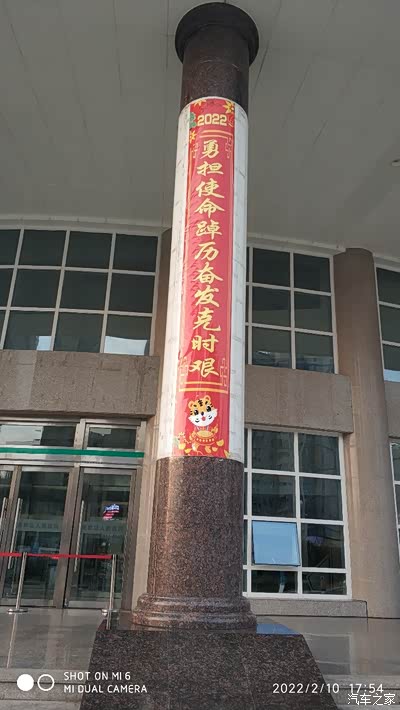 2022
勇担使命踔厉奋发克时艰
SHOT ON MI 6
MI DUAL CAMERA
2022/2/10 17:54
汽车之家